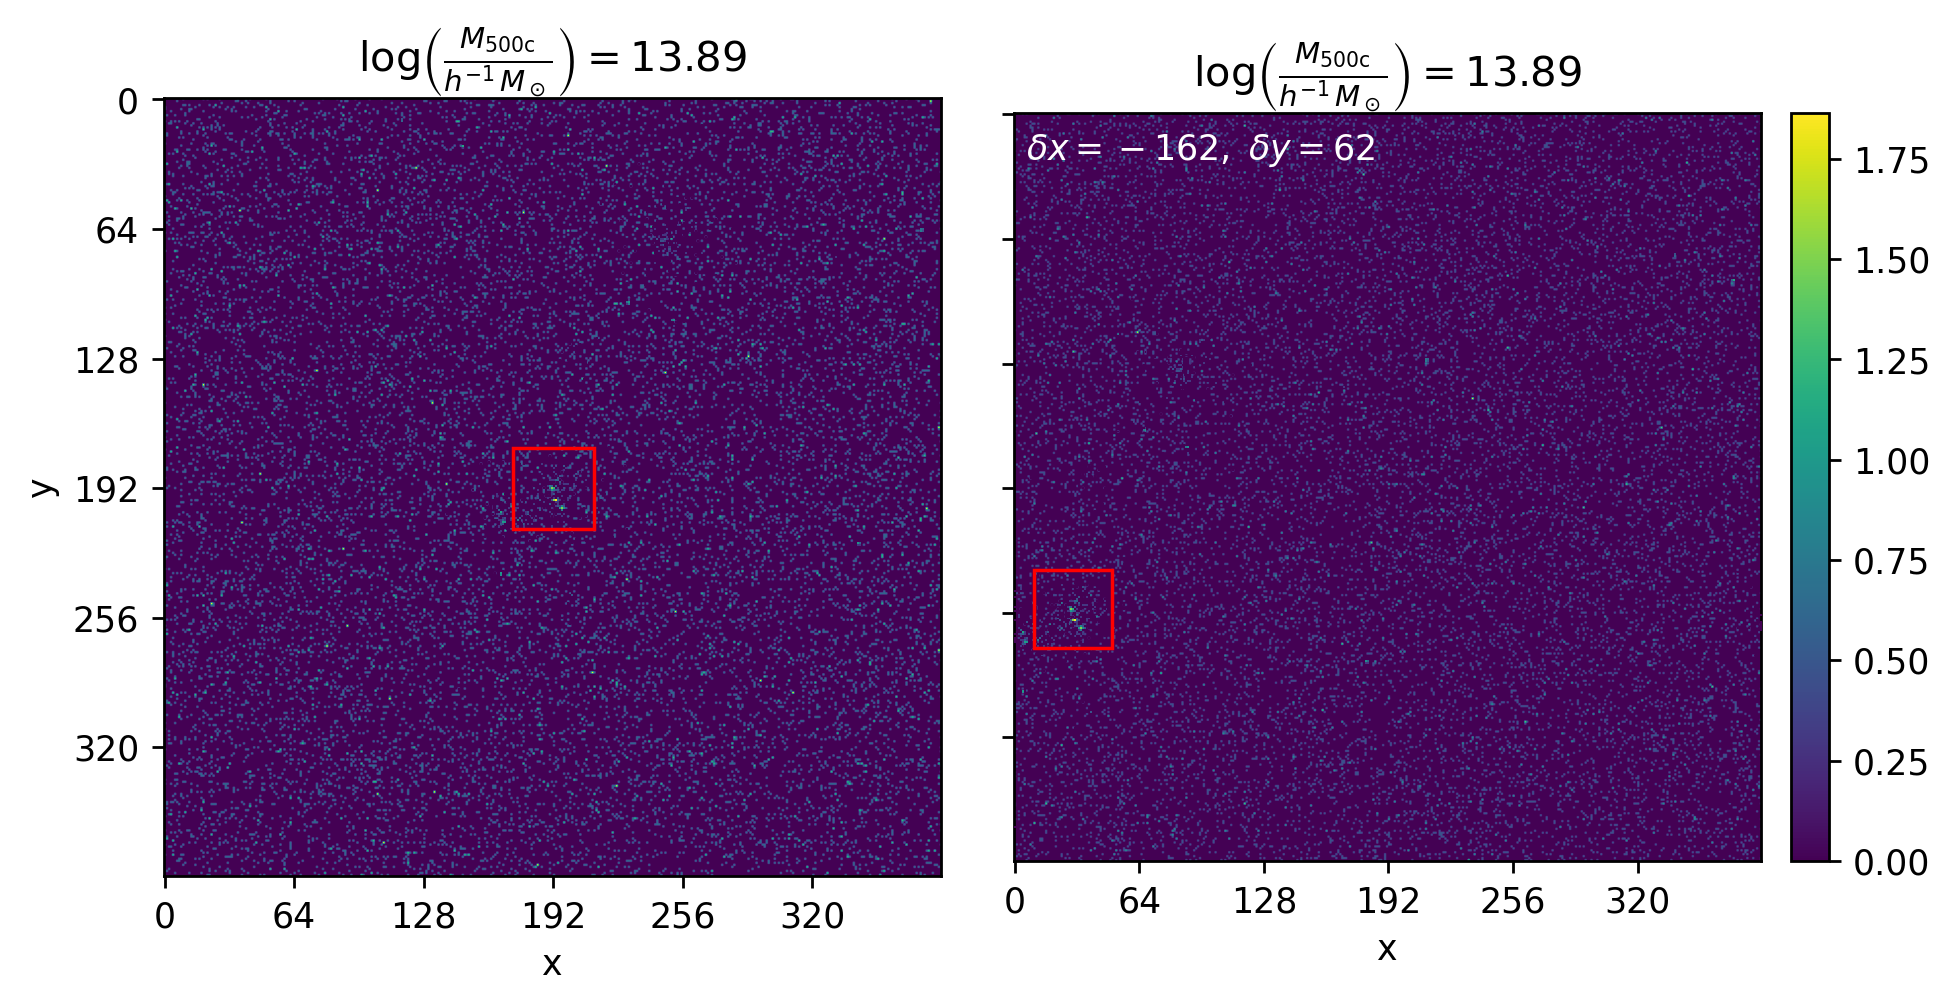 log(M500c / h−1 M⊙) = 13.89
log(M500c / h−1 M⊙) = 13.89
δx = − 162, δy = 62
0
64
128
192
256
320
y
0 64 128 192 256 320
x
0 64 128 192 256 320
x
1.75
1.50
1.25
1.00
0.75
0.50
0.25
0.00